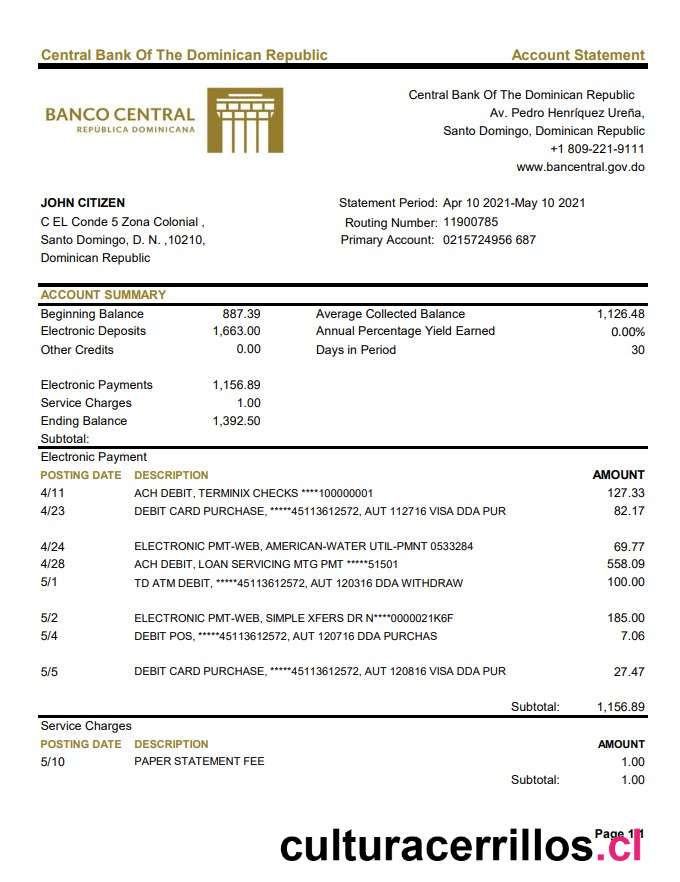 Central Bank Of The Dominican Republic Account Statement
BANCO CENTRAL
REPÚBLICA DOMINICANA
Central Bank Of The Dominican Republic
Av. Pedro Henríquez Ureña,
Santo Domingo, Dominican Republic
+1 809-221-9111
www.bancentral.gov.do
JOHN CITIZEN
C EL Conde 5 Zona Colonial ,
Santo Domingo, D. N. ,10210,
Dominican Republic
Statement Period: Apr 10 2021-May 10 2021
Routing Number: 11900785
Primary Account: 0215724956 687
ACCOUNT SUMMARY
Beginning Balance 887.39 Average Collected Balance 1,126.48
Electronic Deposits 1,663.00 Annual Percentage Yield Earned 0.00%
Other Credits 0.00 Days in Period 30
Electronic Payments 1,156.89
Service Charges 1.00
Ending Balance 1,392.50
Subtotal:
Electronic Payment
POSTING DATE DESCRIPTION AMOUNT
4/11 ACH DEBIT, TERMINIX CHECKS ****100000001 127.33
4/23 DEBIT CARD PURCHASE, *****45113612572, AUT 112716 VISA DDA PUR 82.17
4/24 ELECTRONIC PMT-WEB, AMERICAN-WATER UTIL-PMNT 0533284 69.77
4/28 ACH DEBIT, LOAN SERVICING MTG PMT *****51501 558.09
5/1 TD ATM DEBIT, *****45113612572, AUT 120316 DDA WITHDRAW 100.00
5/2 ELECTRONIC PMT-WEB, SIMPLE XFERS DR N****0000021K6F 185.00
5/4 DEBIT POS, *****45113612572, AUT 120716 DDA PURCHAS 7.06
5/5 DEBIT CARD PURCHASE, *****45113612572, AUT 120816 VISA DDA PUR 27.47
Subtotal: 1,156.89
Service Charges
POSTING DATE DESCRIPTION AMOUNT
5/10 PAPER STATEMENT FEE 1.00
Subtotal: 1.00
Page 1/1
culturacerrillos.cl